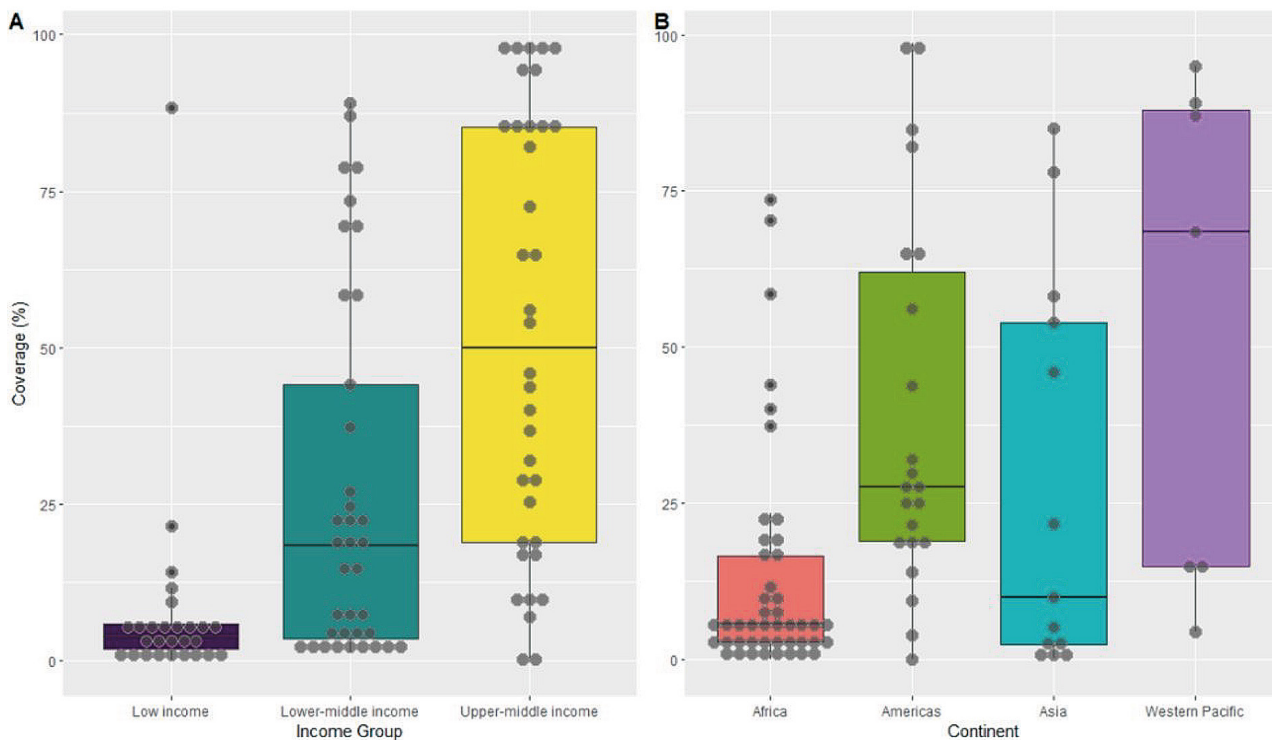 A
100
75
50
25
0
Coverage (%)
Low income
Lower-middle income
Upper-middle income
Income Group
B
100
75
50
25
0
Africa
Americas
Asia
Western Pacific
Continent